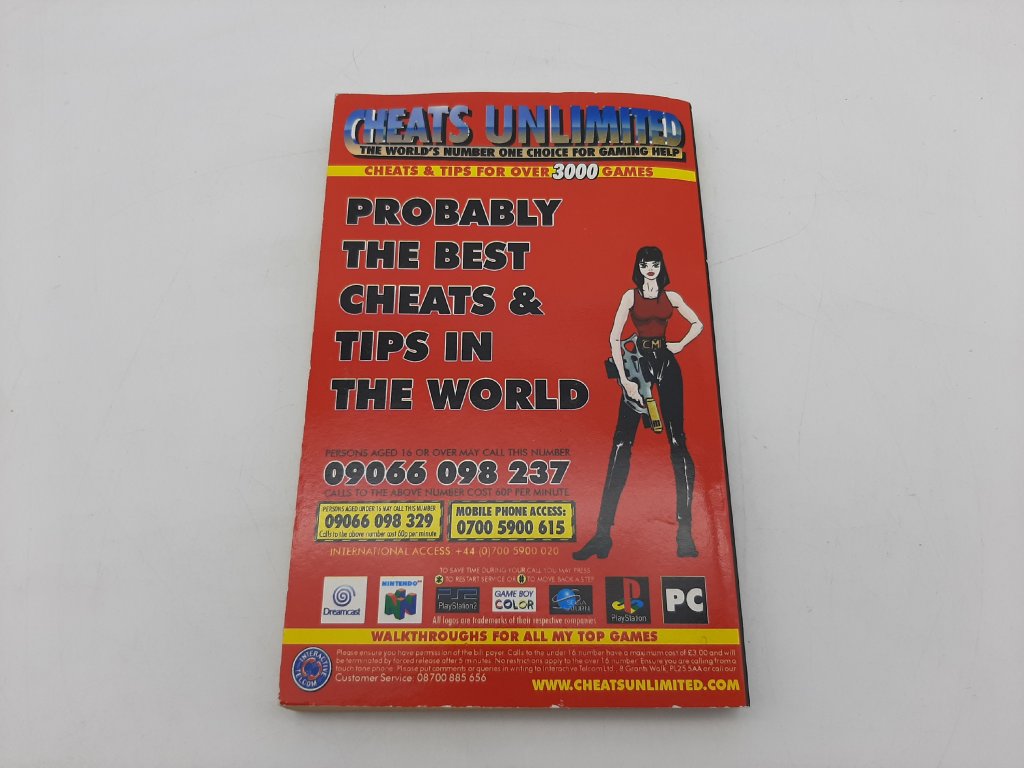 CHEATS UNLIMITED
THE WORLD'S NUMBER ONE CHOICE FOR GAMING HELP
CHEATS & TIPS FOR OVER 3000 GAMES
PROBABLY
THE BEST
CHEATS &
TIPS IN
THE WORLD
CM
PERSONS AGED 16 OR OVER MAY CALL THIS NUMBER
09066 098 237
CALLS TO THE ABOVE NUMBER COST 60P PER MINUTE
PERSONS AGED UNDER 16 MAY CALL THIS NUMBER
09066 098 329
Calls to the above number cost 60p per minute
MOBILE PHONE ACCESS:
0700 5900 615
INTERNATIONAL ACCESS +44 (0)700 5900 020
TO SAVE TIME DURING YOUR CALL YOU MAY PRESS
TO RESTART SERVICE OR TO MOVE BACK A STEP
Dreamcast
NINTENDO
PlayStation 2
GAME BOY
COLOR
SEGA
SATURN
PlayStation
PC
All logos are trademarks of their respective companies
WALKTHROUGHS FOR ALL MY TOP GAMES
INTERACTIVE
TELCOM
Please ensure you have permission of the bill payer. Calls to the under 16 number have a maximum cost of £3.00 and will
be terminated by forced release after 5 minutes. No restrictions apply to the over 16 number. Ensure you are calling from a
touch tone phone. Please put comments or queries in writing to Interactive Telcom Ltd., 8 Grants Walk, PL25 5AA or call our
Customer Service: 08700 885 656
WWW.CHEATSUNLIMITED.COM